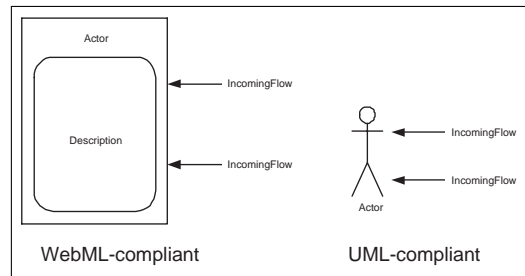 Actor
IncomingFlow
Description
IncomingFlow
WebML-compliant
IncomingFlow
IncomingFlow
Actor
UML-compliant